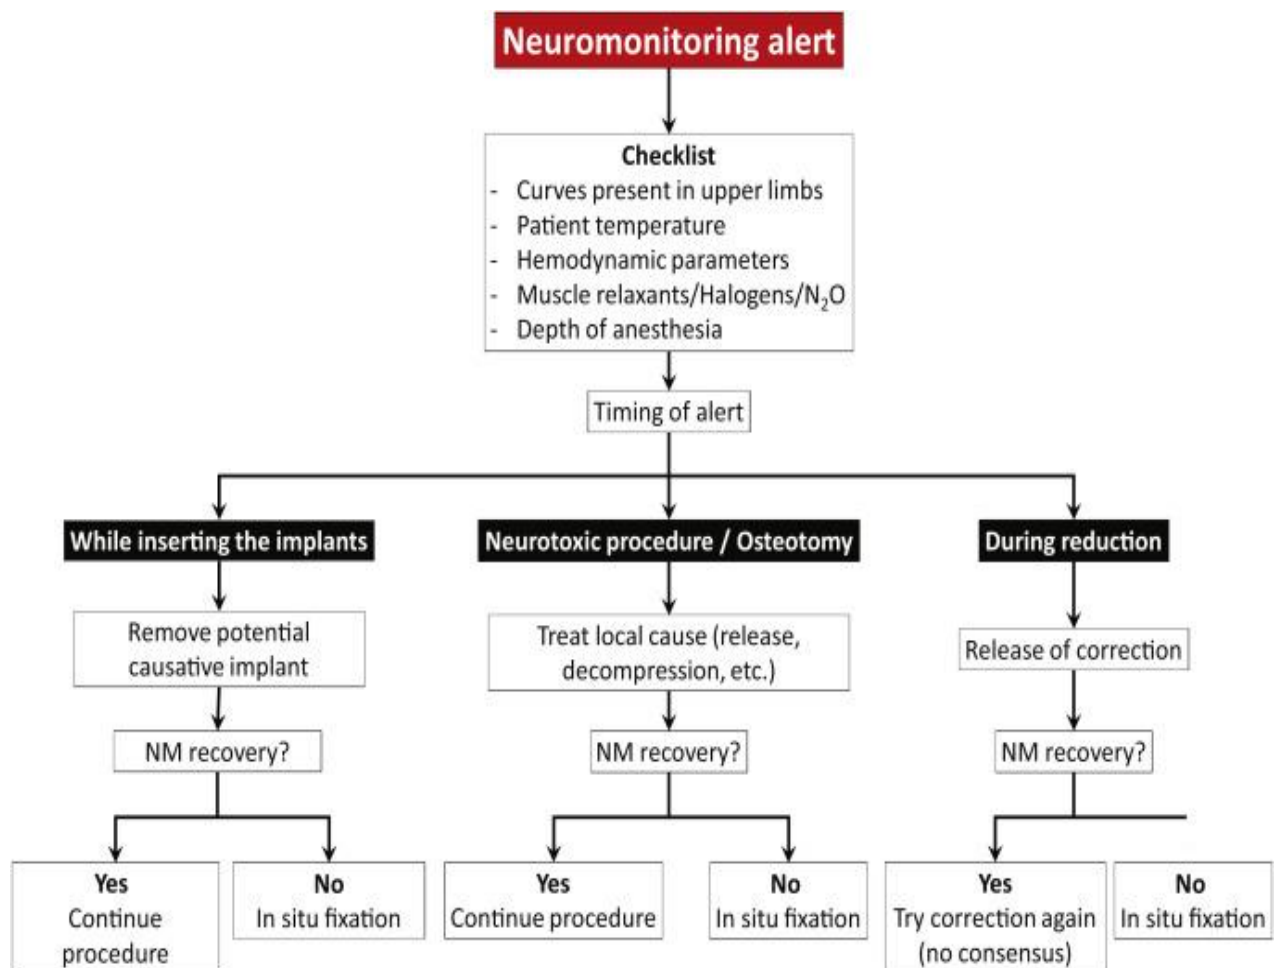 Neuromonitoring alert
Checklist
- Curves present in upper limbs
- Patient temperature
- Hemodynamic parameters
- Muscle relaxants/Halogens/N₂O
- Depth of anesthesia
Timing of alert
While inserting the implants
Remove potential
causative implant
NM recovery?
Yes
Continue
procedure
No
In situ fixation
Neurotoxic procedure / Osteotomy
Treat local cause (release,
decompression, etc.)
NM recovery?
Yes
Continue procedure
No
In situ fixation
During reduction
Release of correction
NM recovery?
Yes
Try correction again
(no consensus)
No
In situ fixation